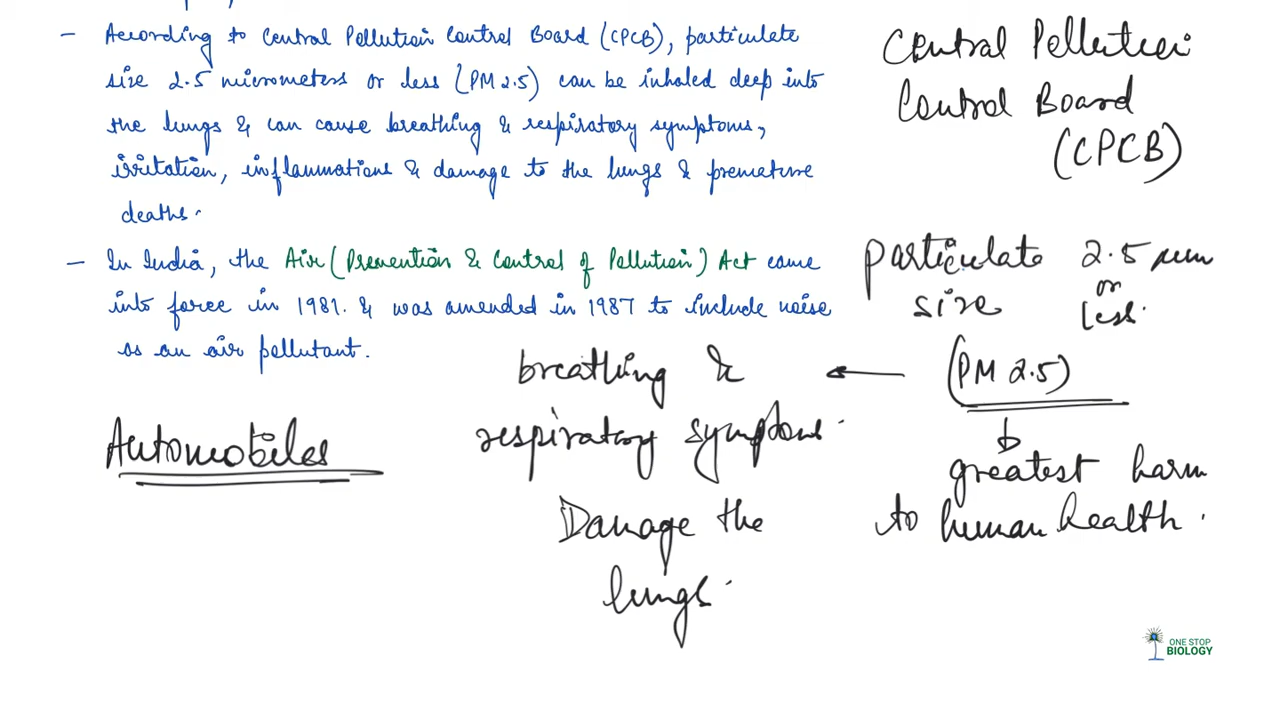 - According to Central Pollution Control Board (CPCB), particulate
size 2.5 micrometers or less (PM 2.5) can be inhaled deep into
the lungs & can cause breathing & respiratory symptoms,
irritation, inflammations & damage to the lungs & premature
deaths.
- In India, the Air (Prevention & Control of Pollution) Act came
into force in 1981. & was amended in 1987 to include noise
as an air pollutant.
Automobiles
Central Pollution
Control Board
(CPCB)
particulate 2.5 μm
size or
less.
(PM 2.5)
greatest harm
to human health.
breathing &
respiratory symptoms.
Damage the
lungs.
ONE STOP
BIOLOGY